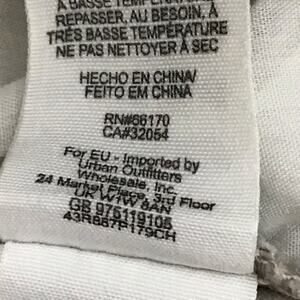 À BASSE TEMPÉRATURE
REPASSER, AU BESOIN, À
TRÈS BASSE TEMPÉRATURE
NE PAS NETTOYER À SEC
HECHO EN CHINA/
FEITO EM CHINA/
RN#66170
CA#32054
For EU - Imported by
Urban Outfitters
Wholesale, Inc.
24 Market Place, 3rd Floor
UK W1W 8AN
GB 975119106
43R887P179CH